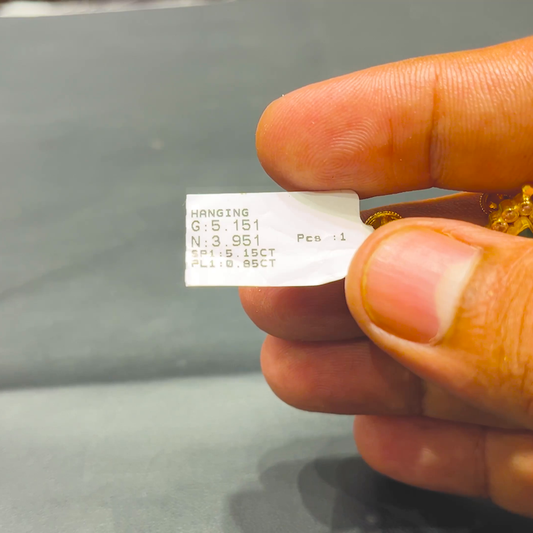 HANGING
G:5.151
N:3.951 Pcs :1
SP1:5.15CT
PL1:0.85CT